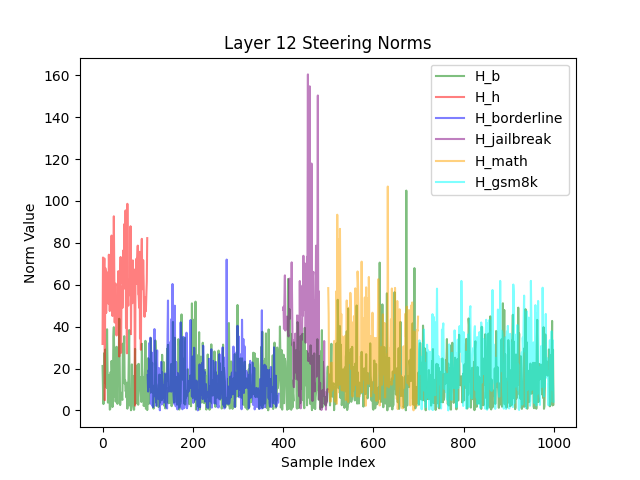 Layer 12 Steering Norms
160
140
120
100
80
60
40
20
0
Norm Value
H_b
H_h
H_borderline
H_jailbreak
H_math
H_gsm8k
0 200 400 600 800 1000
Sample Index